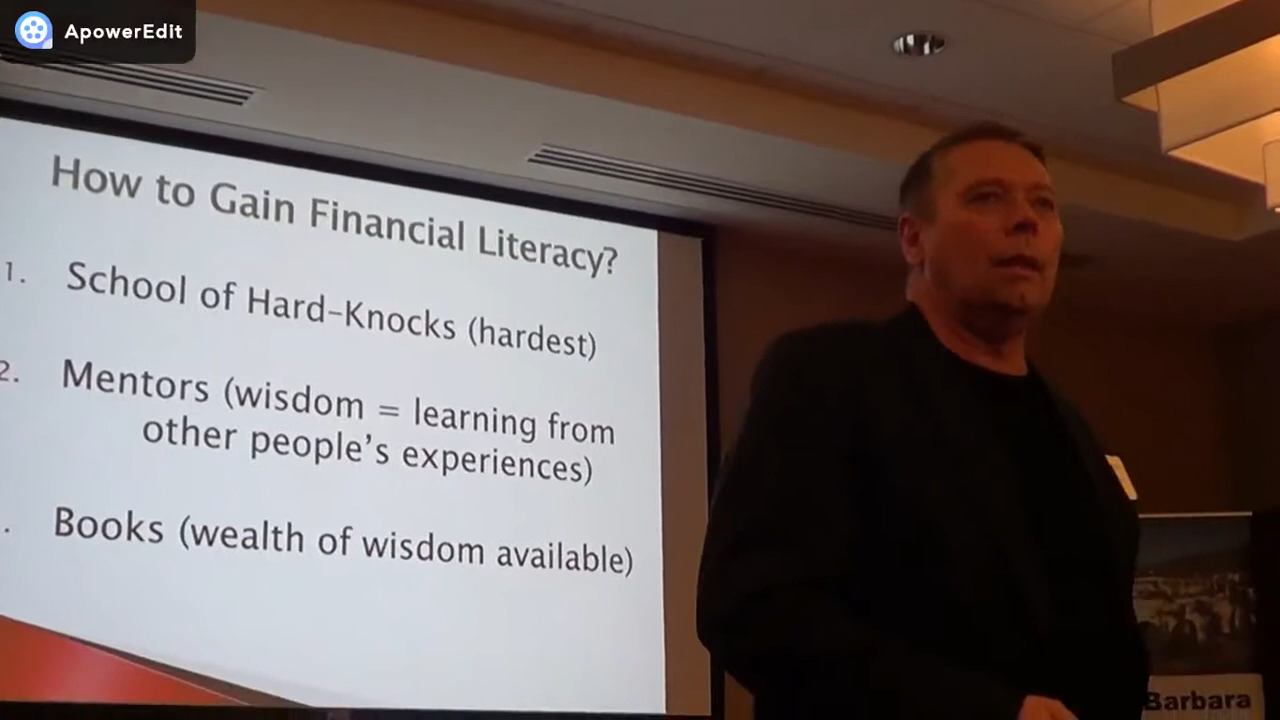 ApowerEdit
How to Gain Financial Literacy?
1. School of Hard-Knocks (hardest)
2. Mentors (wisdom = learning from
other people's experiences)
. Books (wealth of wisdom available)
Barbara